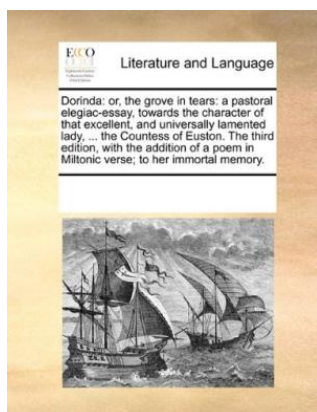 ECCO
Literature and Language
Dorinda: or, the grove in tears: a pastoral
elegiac-essay, towards the character of
that excellent, and universally lamented
lady, ... the Countess of Euston. The third
edition, with the addition of a poem in
Miltonic verse; to her immortal memory.